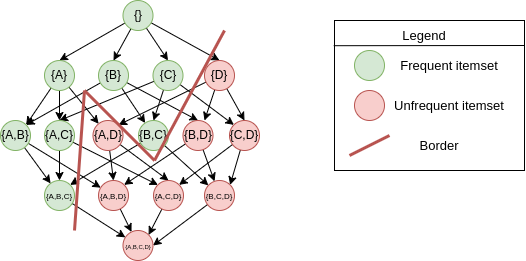 {}
{A} {B} {C} {D}
{A,B} {A,C} {A,D} {B,C} {B,D} {C,D}
{A,B,C} {A,B,D} {A,C,D} {B,C,D}
{A,B,C,D}
Legend
Frequent itemset
Unfrequent itemset
Border